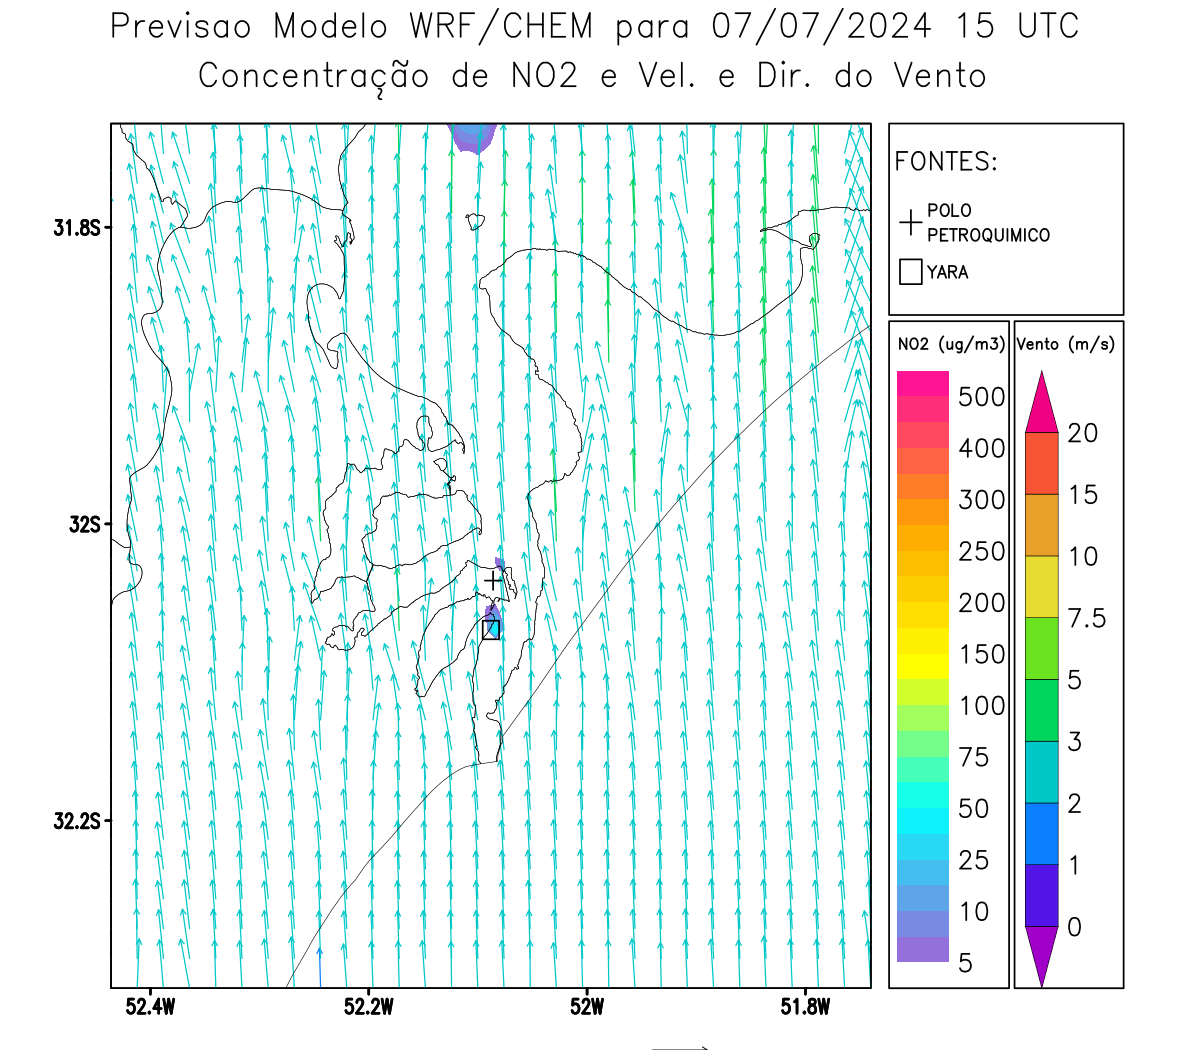 Previsao Modelo WRF/CHEM para 07/07/2024 15 UTC
Concentração de NO2 e Vel. e Dir. do Vento
FONTES:
POLO
PETROQUIMICO
YARA
NO2 (ug/m3)
500
400
300
250
200
150
100
75
50
25
10
5
Vento (m/s)
20
15
10
7.5
5
3
2
1
0
31.8S
32S
32.2S
52.4W
52.2W
52W
51.8W